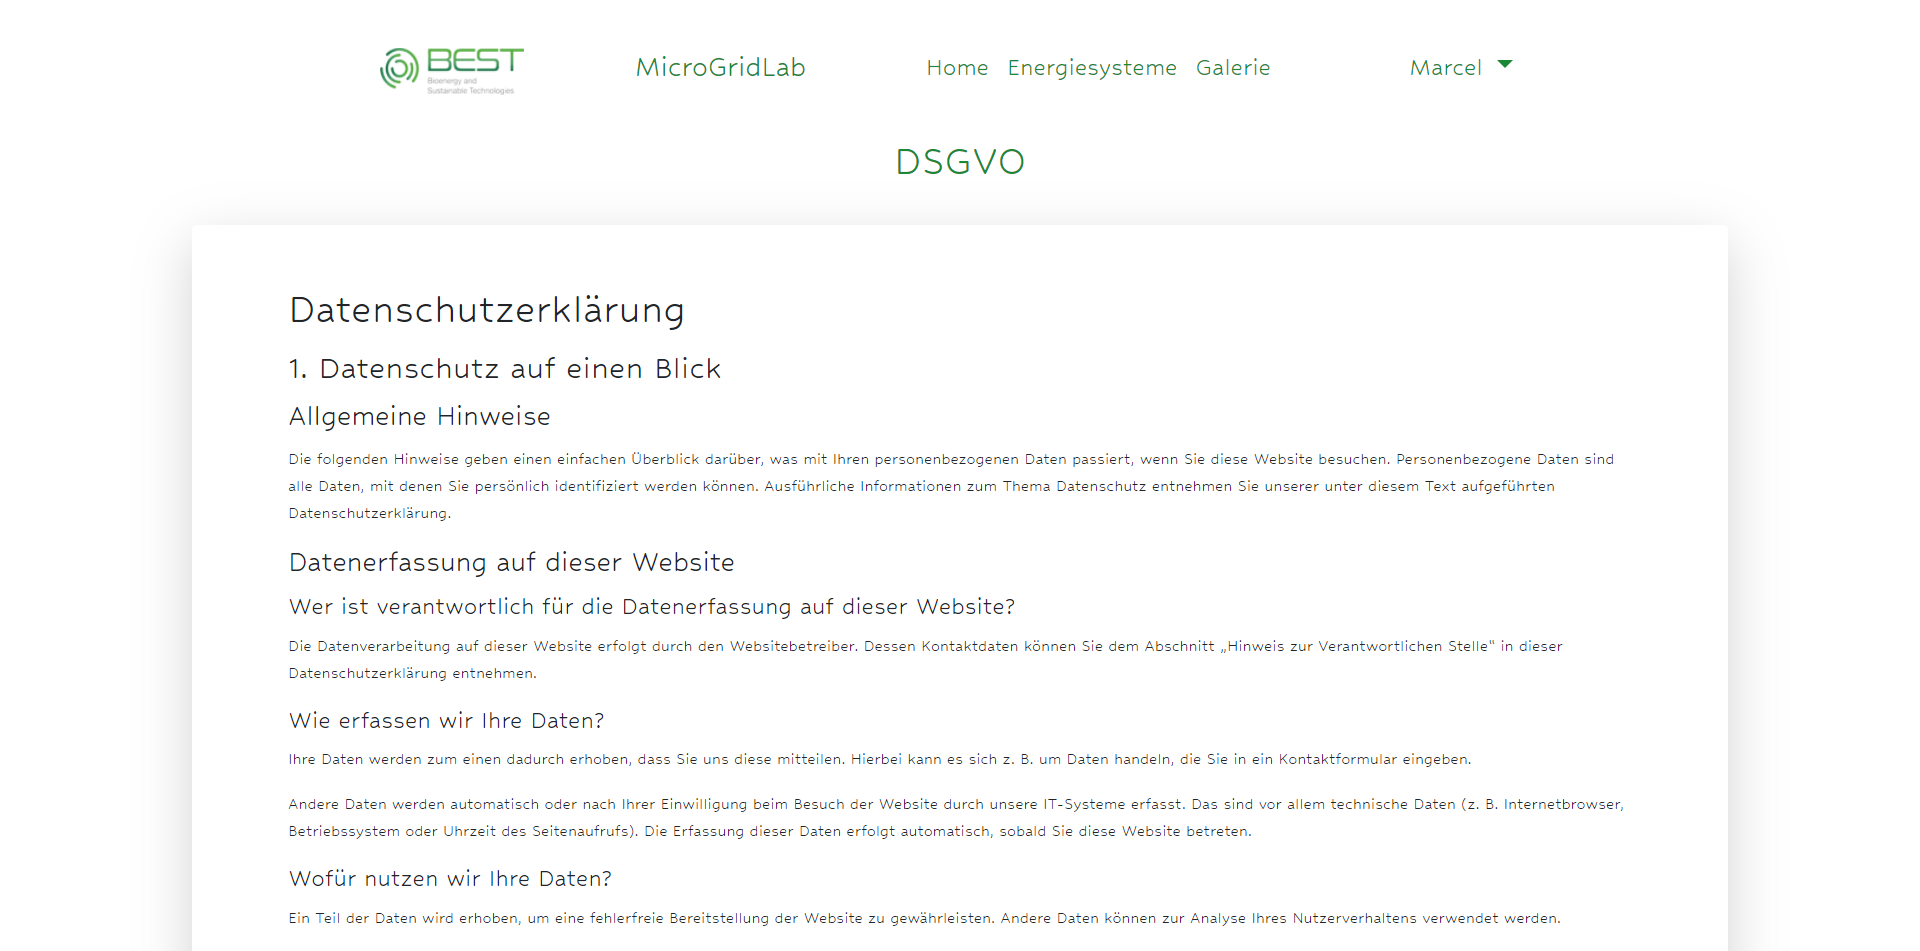 BEST
Bioenergy and
Sustainable Technologies
MicroGridLab
Home Energiesysteme Galerie
Marcel
DSGVO
Datenschutzerklärung
1. Datenschutz auf einen Blick
Allgemeine Hinweise
Die folgenden Hinweise geben einen einfachen Überblick darüber, was mit Ihren personenbezogenen Daten passiert, wenn Sie diese Website besuchen. Personenbezogene Daten sind
alle Daten, mit denen Sie persönlich identifiziert werden können. Ausführliche Informationen zum Thema Datenschutz entnehmen Sie unserer unter diesem Text aufgeführten
Datenschutzerklärung.
Datenerfassung auf dieser Website
Wer ist verantwortlich für die Datenerfassung auf dieser Website?
Die Datenverarbeitung auf dieser Website erfolgt durch den Websitebetreiber. Dessen Kontaktdaten können Sie dem Abschnitt „Hinweis zur Verantwortlichen Stelle“ in dieser
Datenschutzerklärung entnehmen.
Wie erfassen wir Ihre Daten?
Ihre Daten werden zum einen dadurch erhoben, dass Sie uns diese mitteilen. Hierbei kann es sich z. B. um Daten handeln, die Sie in ein Kontaktformular eingeben.
Andere Daten werden automatisch oder nach Ihrer Einwilligung beim Besuch der Website durch unsere IT-Systeme erfasst. Das sind vor allem technische Daten (z. B. Internetbrowser,
Betriebssystem oder Uhrzeit des Seitenaufrufs). Die Erfassung dieser Daten erfolgt automatisch, sobald Sie diese Website betreten.
Wofür nutzen wir Ihre Daten?
Ein Teil der Daten wird erhoben, um eine fehlerfreie Bereitstellung der Website zu gewährleisten. Andere Daten können zur Analyse Ihres Nutzerverhaltens verwendet werden.